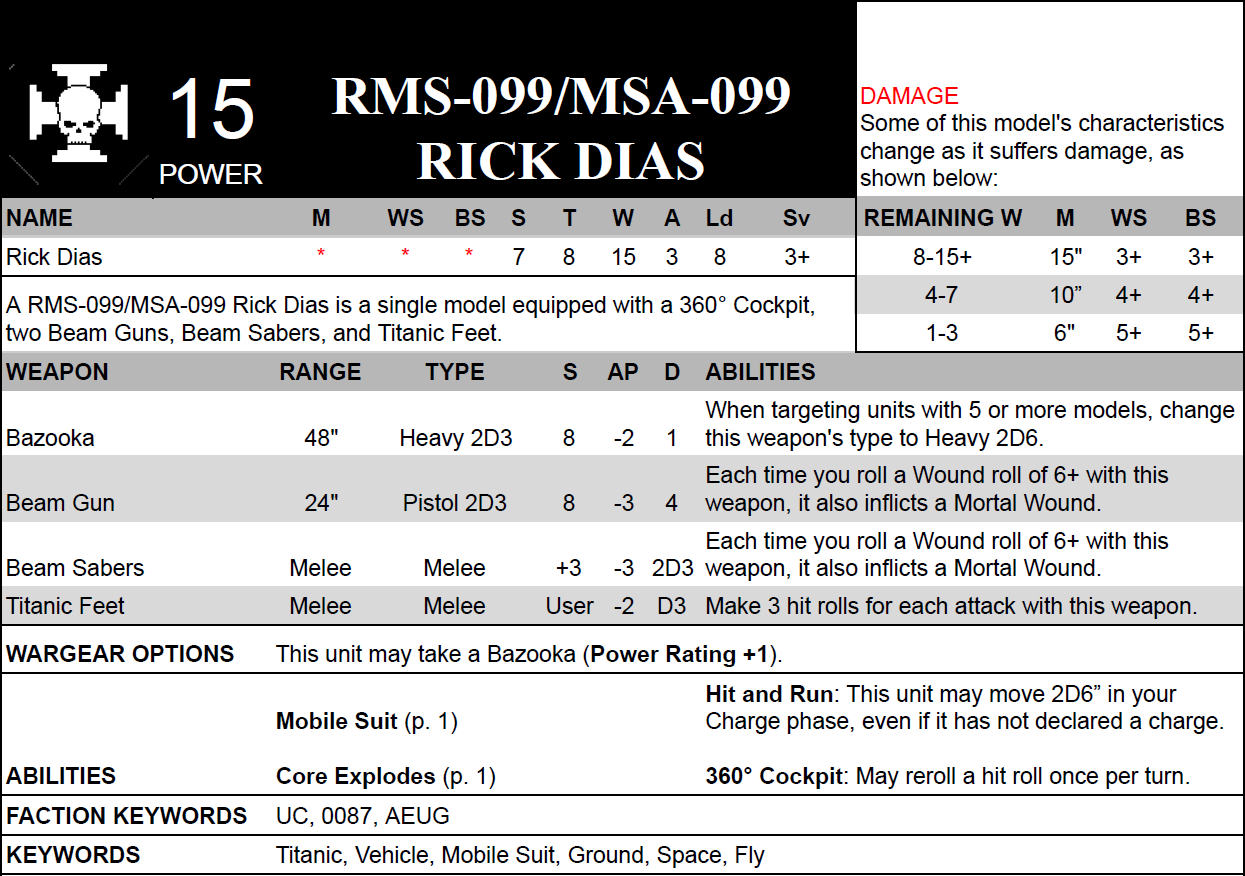 15
POWER
RMS-099/MSA-099
RICK DIAS
DAMAGE
Some of this model's characteristics
change as it suffers damage, as
shown below:
NAME M WS BS S T W A Ld Sv
Rick Dias * * * 7 8 15 3 8 3+
REMAINING W M WS BS
8-15+ 15" 3+ 3+
4-7 10” 4+ 4+
1-3 6" 5+ 5+
A RMS-099/MSA-099 Rick Dias is a single model equipped with a 360° Cockpit,
two Beam Guns, Beam Sabers, and Titanic Feet.
WEAPON RANGE TYPE S AP D ABILITIES
When targeting units with 5 or more models, change
Bazooka 48" Heavy 2D3 8 -2 1 this weapon's type to Heavy 2D6.
Each time you roll a Wound roll of 6+ with this
Beam Gun 24" Pistol 2D3 8 -3 4 weapon, it also inflicts a Mortal Wound.
Each time you roll a Wound roll of 6+ with this
Beam Sabers Melee Melee +3 -3 2D3 weapon, it also inflicts a Mortal Wound.
Titanic Feet Melee Melee User -2 D3 Make 3 hit rolls for each attack with this weapon.
WARGEAR OPTIONS This unit may take a Bazooka (Power Rating +1).
ABILITIES
Mobile Suit (p. 1)
Core Explodes (p. 1)
Hit and Run: This unit may move 2D6” in your
Charge phase, even if it has not declared a charge.
360° Cockpit: May reroll a hit roll once per turn.
FACTION KEYWORDS UC, 0087, AEUG
KEYWORDS Titanic, Vehicle, Mobile Suit, Ground, Space, Fly